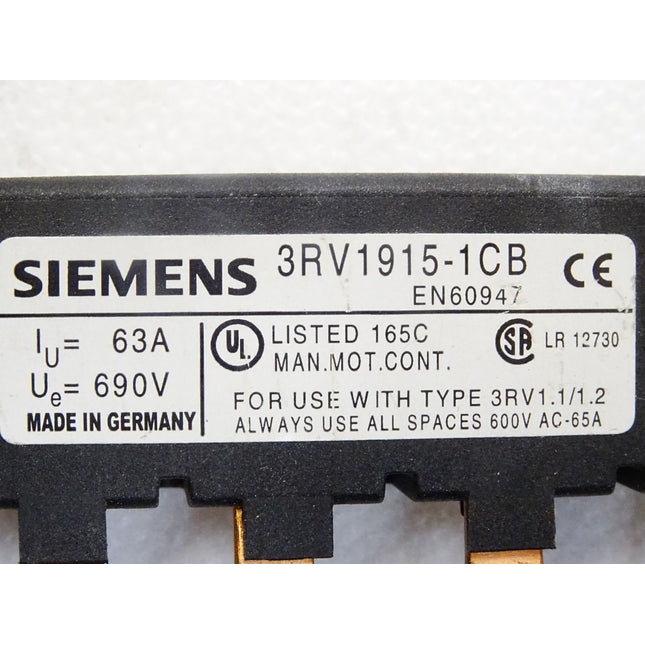 SIEMENS 3RV1915-1CB CE
EN60947
IU= 63A
Ue= 690V
MADE IN GERMANY
UL LISTED 165C
MAN.MOT.CONT.
SA LR 12730
FOR USE WITH TYPE 3RV1.1/1.2
ALWAYS USE ALL SPACES 600V AC-65A